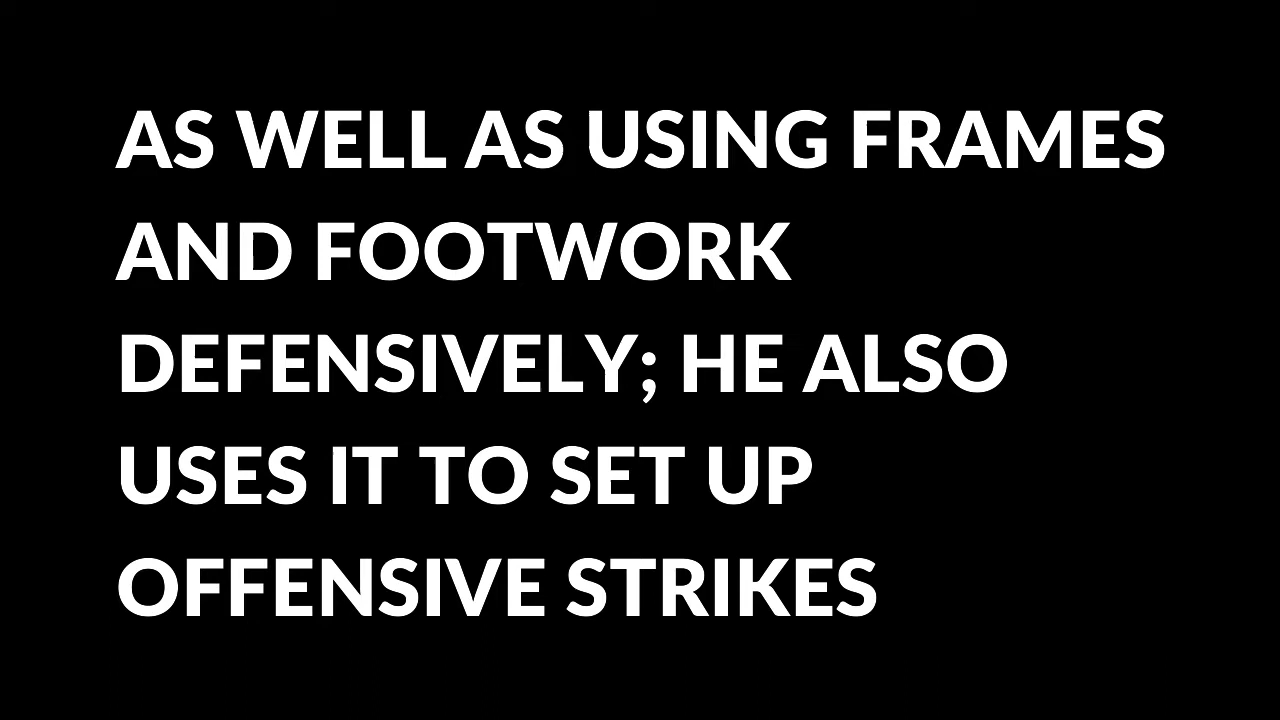 AS WELL AS USING FRAMES
AND FOOTWORK
DEFENSIVELY; HE ALSO
USES IT TO SET UP
OFFENSIVE STRIKES